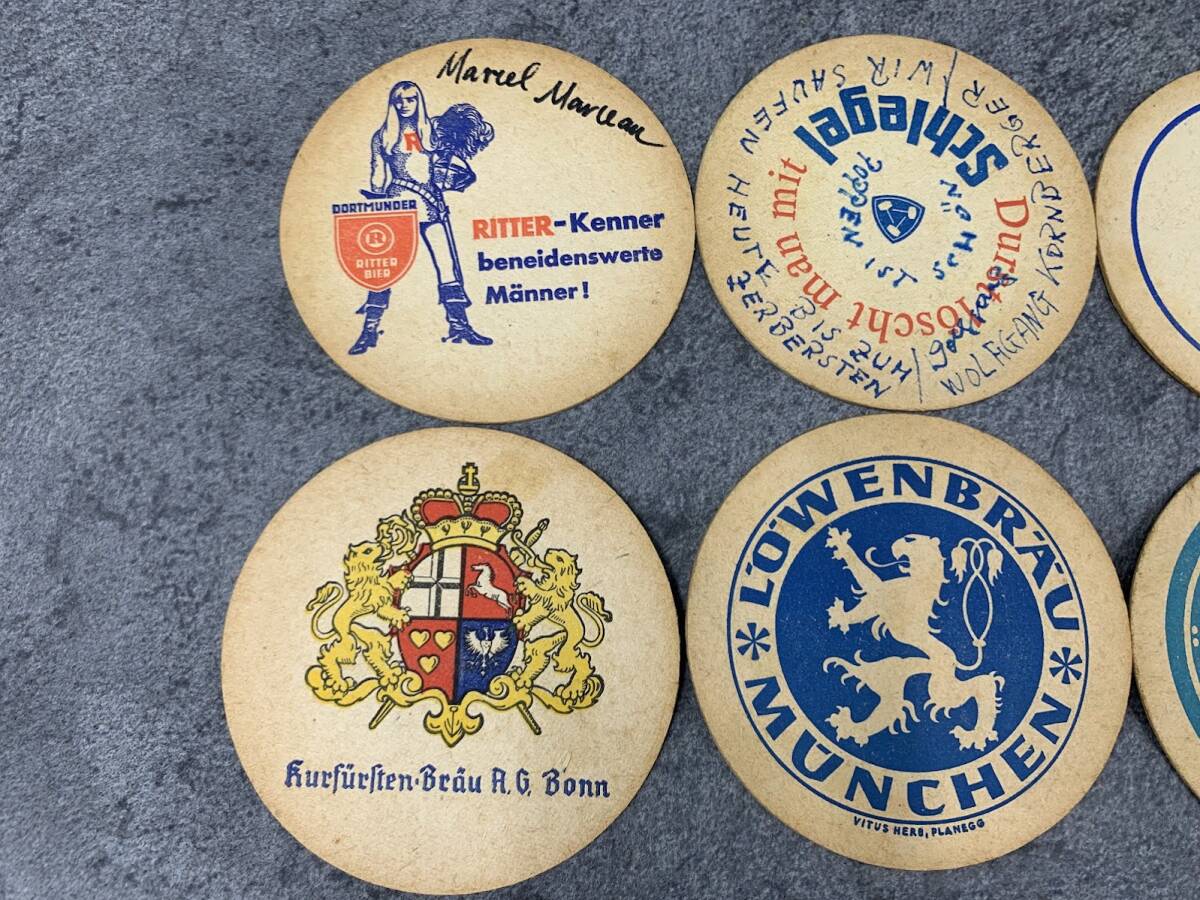 Marcel Marceau
DORTMUNDER
R
RITTER
BIER
RITTER-Kenner
beneidenswerte
Männer!
Schlegel
Durst löscht man mit
WOLFGANG KORNBERGER/WIR SAUFEN HEUTE BIS ZUM
ZERBERSTEN
JOPPEN
IST
SCHÖN
Kurfürsten-Bräu A.G. Bonn
LÖWENBRÄU
* MÜNCHEN *
VITUS HERB, PLANEGG